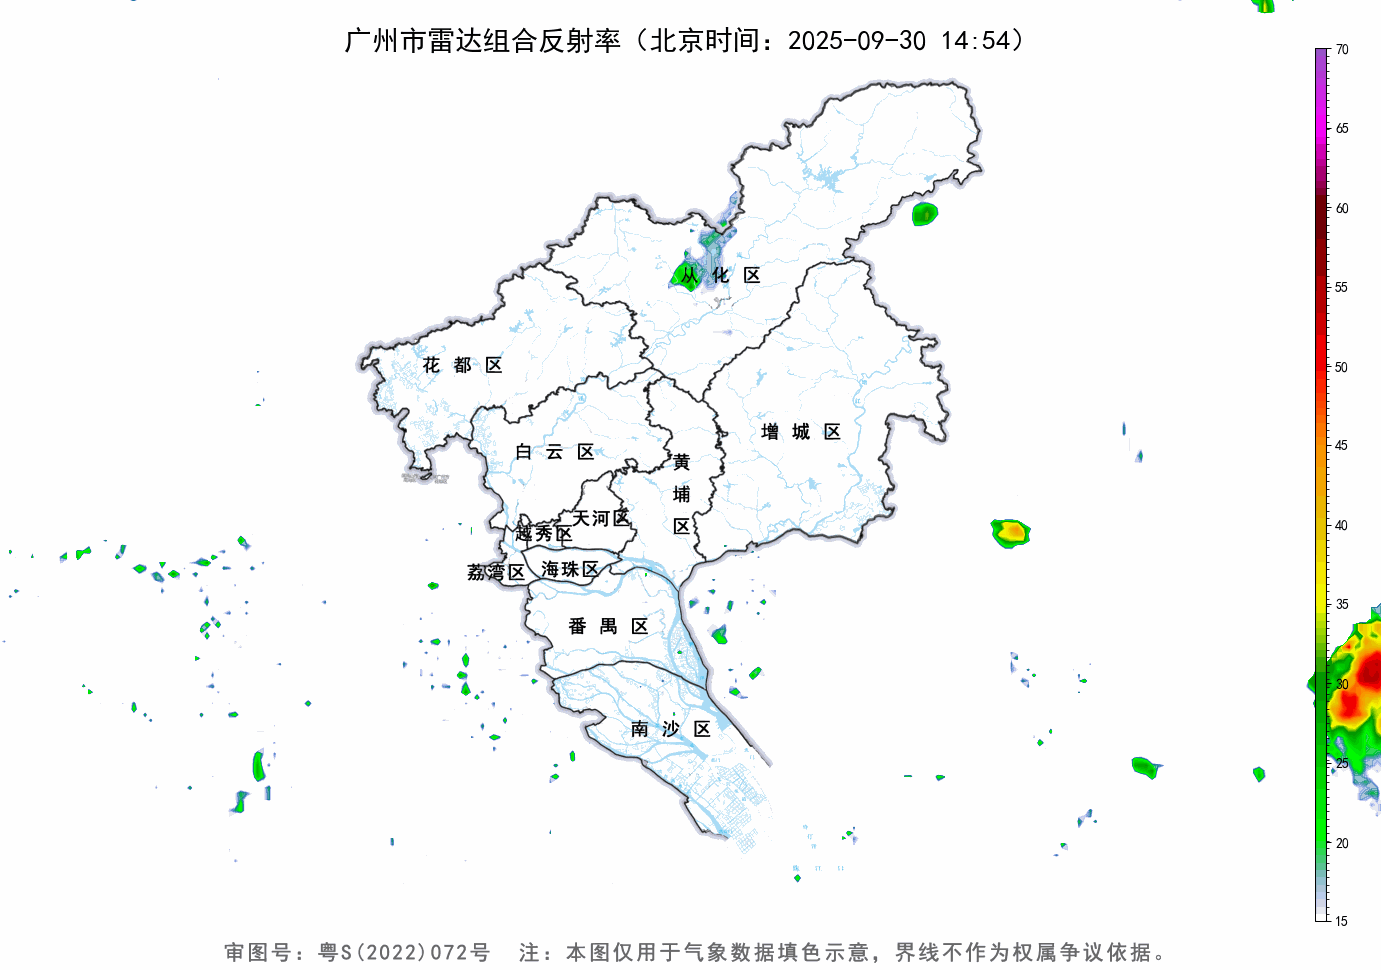 广州市雷达组合反射率（北京时间：2025-09-30 14:54）
70
65
60
55
50
45
40
35
30
25
20
15
从化区
花都区
增城区
白云区
黄埔区
天河区
越秀区
荔湾区
海珠区
番禺区
南沙区
审图号：粤S(2022)072号 注：本图仅用于气象数据填色示意，界线不作为权属争议依据。